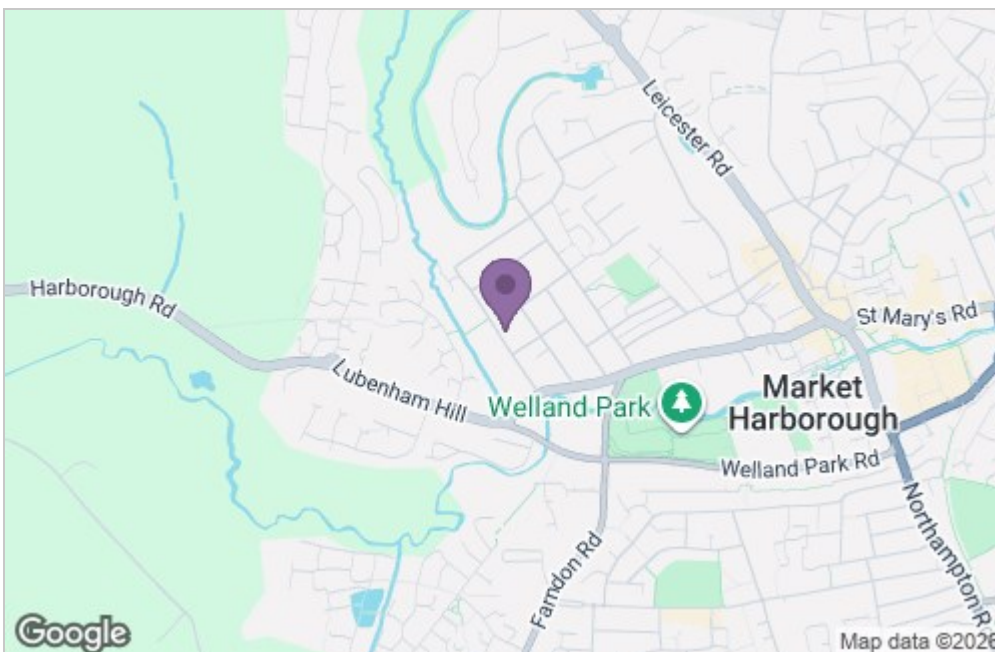 Leicester Rd
Harborough Rd
St Mary's Rd
Lubenham Hill
Welland Park
Market
Harborough
Welland Park Rd
Farndon Rd
Northampton R
Google
Map data ©2026